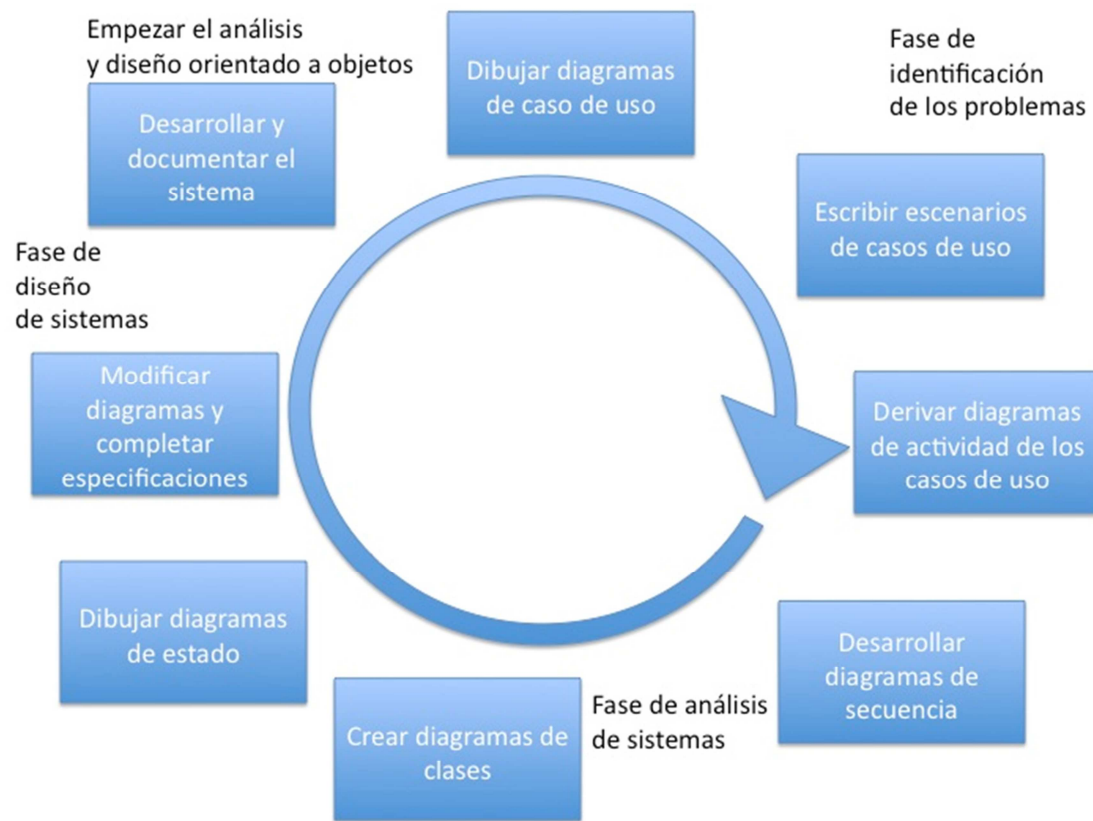 Empezar el análisis
y diseño orientado a objetos
Dibujar diagramas
de caso de uso
Fase de
identificación
de los problemas
Desarrollar y
documentar el
sistema
Escribir escenarios
de casos de uso
Fase de
diseño
de sistemas
Modificar
diagramas y
completar
especificaciones
Derivar diagramas
de actividad de los
casos de uso
Dibujar diagramas
de estado
Desarrollar
diagramas de
secuencia
Crear diagramas de
clases
Fase de análisis
de sistemas